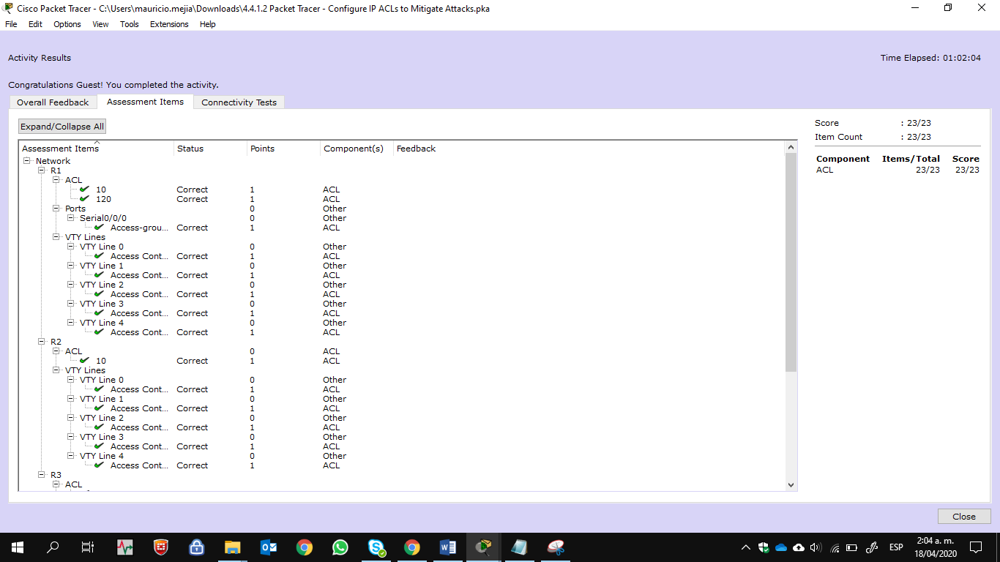 Cisco Packet Tracer - C:\Users\mauricio.mejia\Downloads\4.4.1.2 Packet Tracer - Configure IP ACLs to Mitigate Attacks.pka
File Edit Options View Tools Extensions Help
Activity Results
Time Elapsed: 01:02:04
Congratulations Guest! You completed the activity.
Overall Feedback Assessment Items Connectivity Tests
Expand/Collapse All
Score : 23/23
Item Count : 23/23
Component Items/Total Score
ACL 23/23 23/23
Assessment Items Status Points Component(s) Feedback
Network
R1
ACL
10 Correct 1 ACL
120 Correct 1 ACL
Ports 0 Other
Serial0/0/0 0 Other
Access-grou... Correct 1 ACL
VTY Lines
VTY Line 0 0 Other
Access Cont... Correct 1 ACL
VTY Line 1 0 Other
Access Cont... Correct 1 ACL
VTY Line 2 0 Other
Access Cont... Correct 1 ACL
VTY Line 3 0 Other
Access Cont... Correct 1 ACL
VTY Line 4 0 Other
Access Cont... Correct 1 ACL
R2
ACL 0 ACL
10 Correct 1 ACL
VTY Lines
VTY Line 0 0 Other
Access Cont... Correct 1 ACL
VTY Line 1 0 Other
Access Cont... Correct 1 ACL
VTY Line 2 0 Other
Access Cont... Correct 1 ACL
VTY Line 3 0 Other
Access Cont... Correct 1 ACL
VTY Line 4 0 Other
Access Cont... Correct 1 ACL
R3
ACL
Close
ESP
2:04 a. m.
18/04/2020